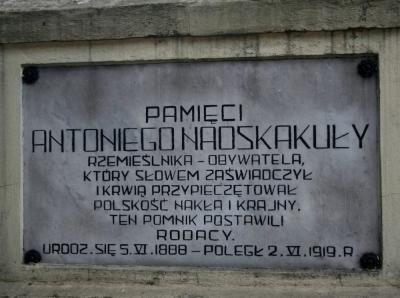 PAMIĘCI
ANTONIEGO NADSKAKUŁY
RZEMIEŚLNIKA – OBYWATELA,
KTÓRY SŁOWEM ZAŚWIADCZYŁ
I KRWIĄ PRZYPIECZĘTOWAŁ
POLSKOŚĆ NAKŁA I KRAJNY.
TEN POMNIK POSTAWILI
RODACY.
URODZ. SIĘ 5. VI. 1888 – POLEGŁ 2. VI. 1919. R